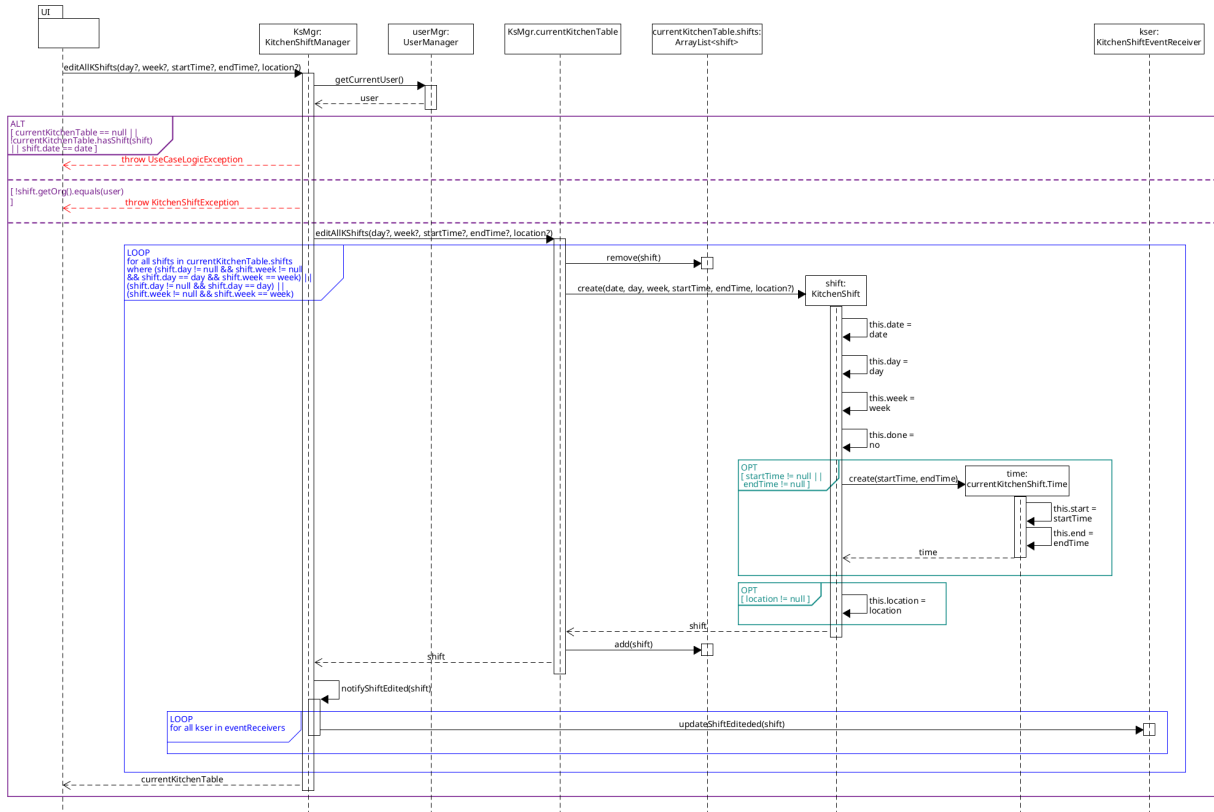 UI
KsMgr:
KitchenShiftManager
userMgr:
UserManager
KsMgr.currentKitchenTable
currentKitchenTable.shifts:
ArrayList<shift>
kser:
KitchenShiftEventReceiver
editAllKShifts(day?, week?, startTime?, endTime?, location?)
getCurrentUser()
user
ALT
[ currentKitchenTable == null ||
!currentKitchenTable.hasShift(shift)
|| shift.date == date ]
throw UseCaseLogicException
[ !shift.getOrg().equals(user)
]
throw KitchenShiftException
editAllKShifts(day?, week?, startTime?, endTime?, location?)
LOOP
for all shifts in currentKitchenTable.shifts
where (shift.day != null && shift.week != null
&& shift.day == day && shift.week == week) ||
(shift.day != null && shift.day == day) ||
(shift.week != null && shift.week == week)
remove(shift)
create(date, day, week, startTime, endTime, location?)
shift:
KitchenShift
this.date =
date
this.day =
day
this.week =
week
this.done =
no
OPT
[ startTime != null ||
endTime != null ]
create(startTime, endTime)
time:
currentKitchenShift.Time
this.start =
startTime
this.end =
endTime
time
OPT
[ location != null ]
this.location =
location
shift
add(shift)
shift
notifyShiftEdited(shift)
LOOP
for all kser in eventReceivers
updateShiftEditeded(shift)
currentKitchenTable